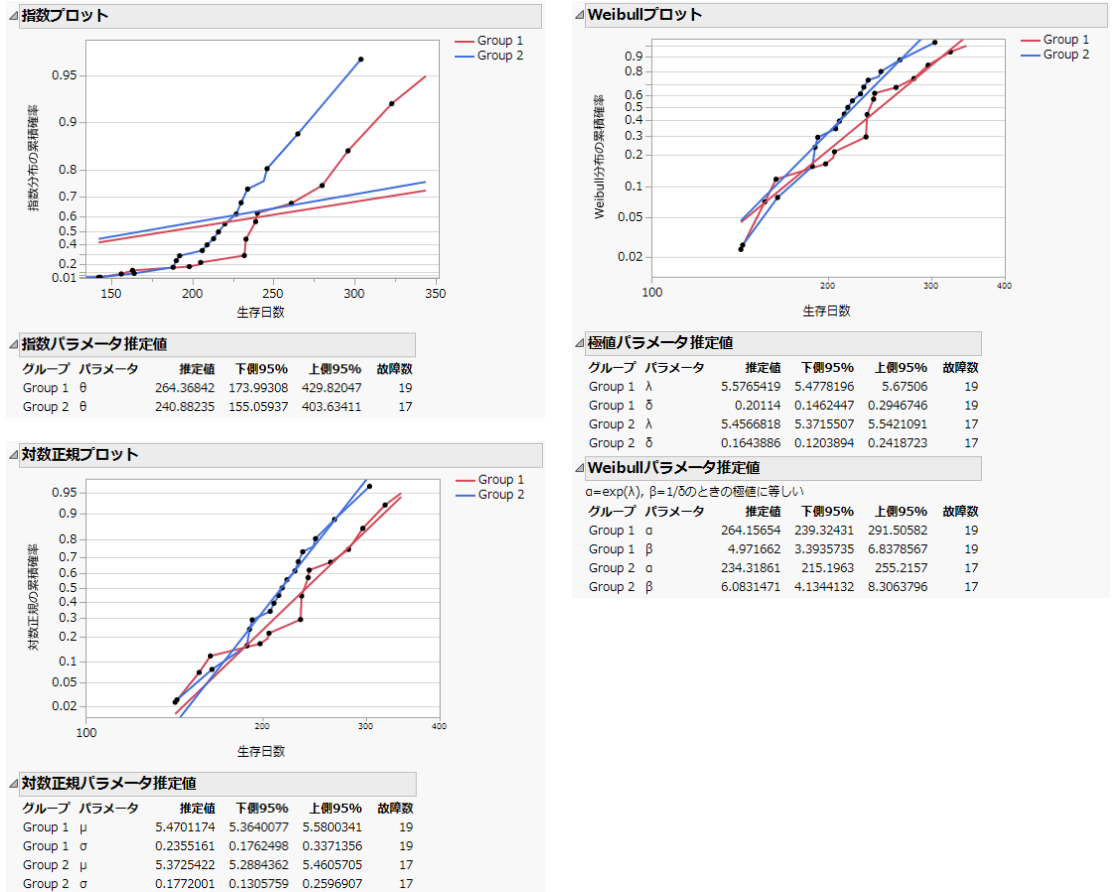 指数プロット
Group 1
Group 2
0.95
0.9
0.8
0.7
0.6
0.5
0.4
0.2
0.01
指数分布の累積確率
150 200 250 300 350
生存日数
指数パラメータ推定値
グループ パラメータ 推定値 下側95% 上側95% 故障数
Group 1 θ 264.36842 173.99308 429.82047 19
Group 2 θ 240.88235 155.05937 403.63411 17
対数正規プロット
Group 1
Group 2
0.95
0.9
0.8
0.7
0.6
0.5
0.4
0.3
0.2
0.1
0.05
0.02
対数正規の累積確率
100 200 300 400
生存日数
対数正規パラメータ推定値
グループ パラメータ 推定値 下側95% 上側95% 故障数
Group 1 μ 5.4701174 5.3640077 5.5800341 19
Group 1 σ 0.2355161 0.1762498 0.3371356 19
Group 2 μ 5.3725422 5.2884362 5.4605705 17
Group 2 σ 0.1772001 0.1305759 0.2596907 17
Weibullプロット
Group 1
Group 2
0.9
0.8
0.6
0.5
0.4
0.3
0.2
0.1
0.05
0.02
Weibull分布の累積確率
100 200 300 400
生存日数
極値パラメータ推定値
グループ パラメータ 推定値 下側95% 上側95% 故障数
Group 1 λ 5.5765419 5.4778196 5.67506 19
Group 1 δ 0.20114 0.1462447 0.2946746 19
Group 2 λ 5.4566818 5.3715507 5.5421091 17
Group 2 δ 0.1643886 0.1203894 0.2418723 17
Weibullパラメータ推定値
α=exp(λ), β=1/δのときの極値に等しい
グループ パラメータ 推定値 下側95% 上側95% 故障数
Group 1 α 264.15654 239.32431 291.50582 19
Group 1 β 4.971662 3.3935735 6.8378567 19
Group 2 α 234.31861 215.1963 255.2157 17
Group 2 β 6.0831471 4.1344132 8.3063796 17